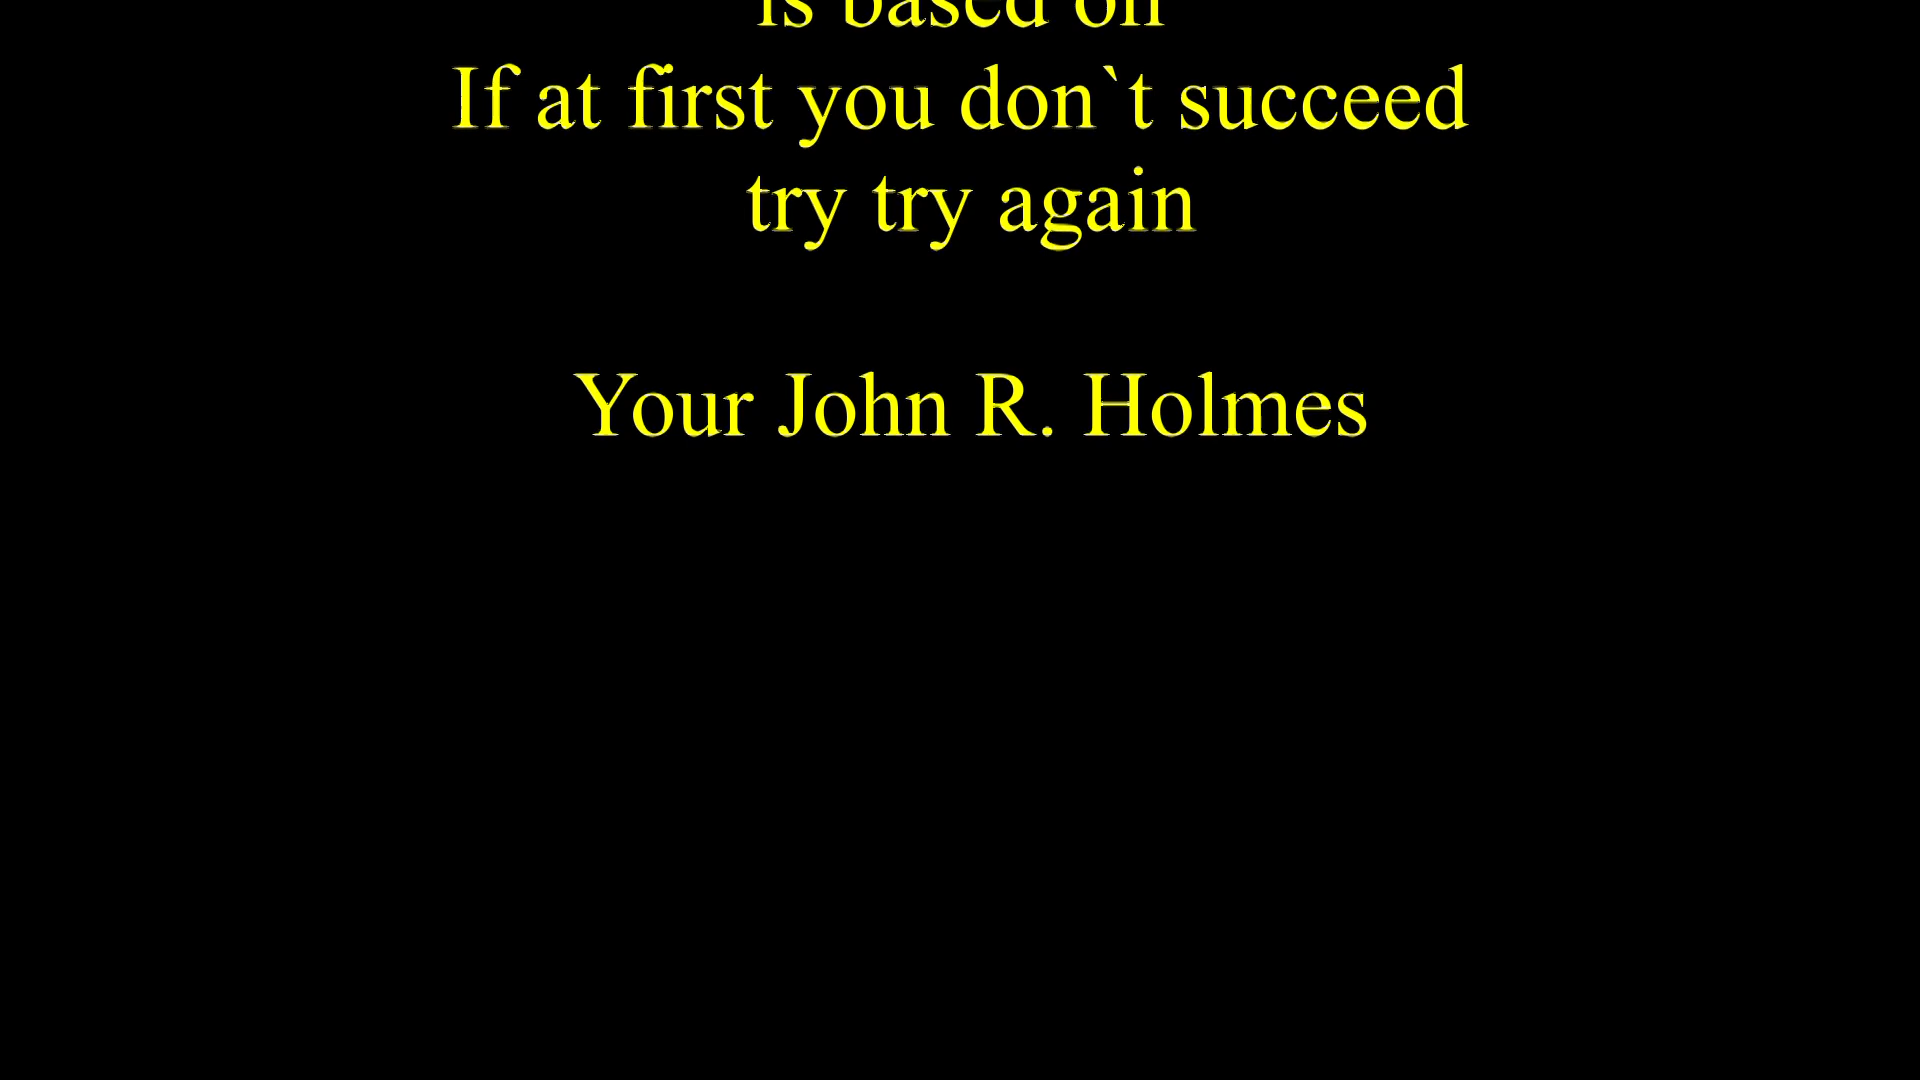 is based on
If at first you don`t succeed
try try again
Your John R. Holmes